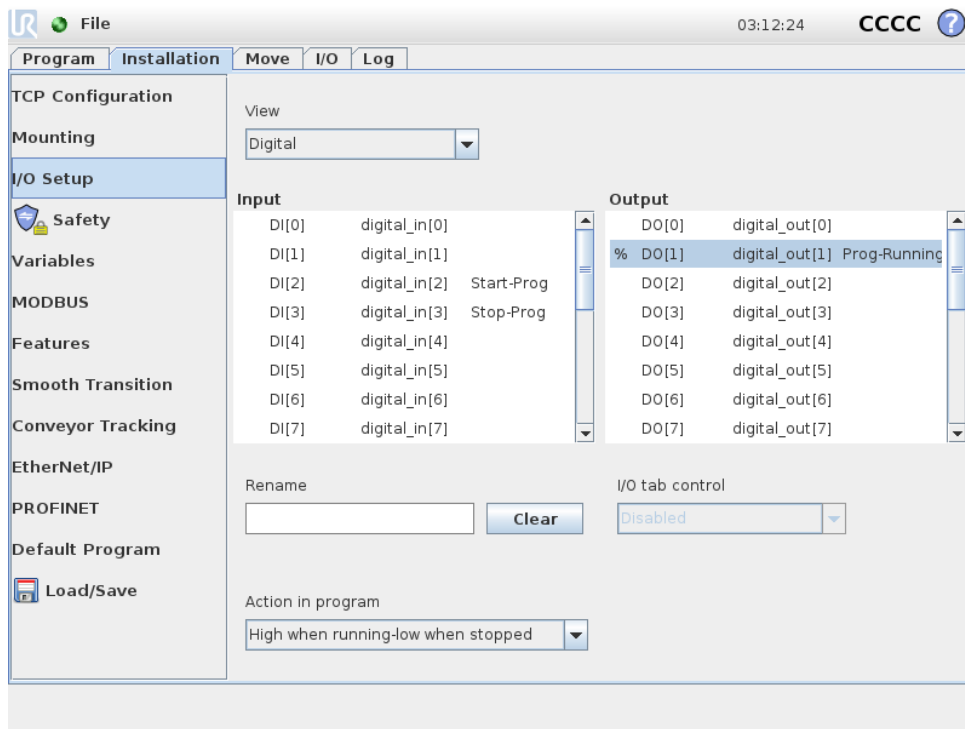 UR File 03:12:24 CCCC ?
Program Installation Move I/O Log
TCP Configuration
Mounting
I/O Setup
Safety
Variables
MODBUS
Features
Smooth Transition
Conveyor Tracking
EtherNet/IP
PROFINET
Default Program
Load/Save
View
Digital
Input
DI[0] digital_in[0]
DI[1] digital_in[1]
DI[2] digital_in[2] Start-Prog
DI[3] digital_in[3] Stop-Prog
DI[4] digital_in[4]
DI[5] digital_in[5]
DI[6] digital_in[6]
DI[7] digital_in[7]
Output
DO[0] digital_out[0]
% DO[1] digital_out[1] Prog-Running
DO[2] digital_out[2]
DO[3] digital_out[3]
DO[4] digital_out[4]
DO[5] digital_out[5]
DO[6] digital_out[6]
DO[7] digital_out[7]
Rename
Clear
I/O tab control
Disabled
Action in program
High when running-low when stopped